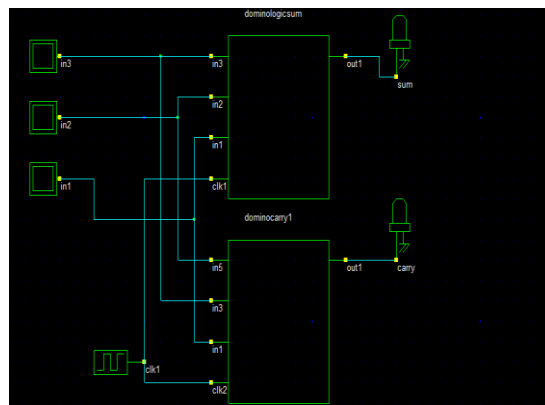 dominologicsum
in3
in3
out1
sum
in2
in2
in1
in1
clk1
dominocarry1
in5
out1
carry
in3
in1
clk1
clk2